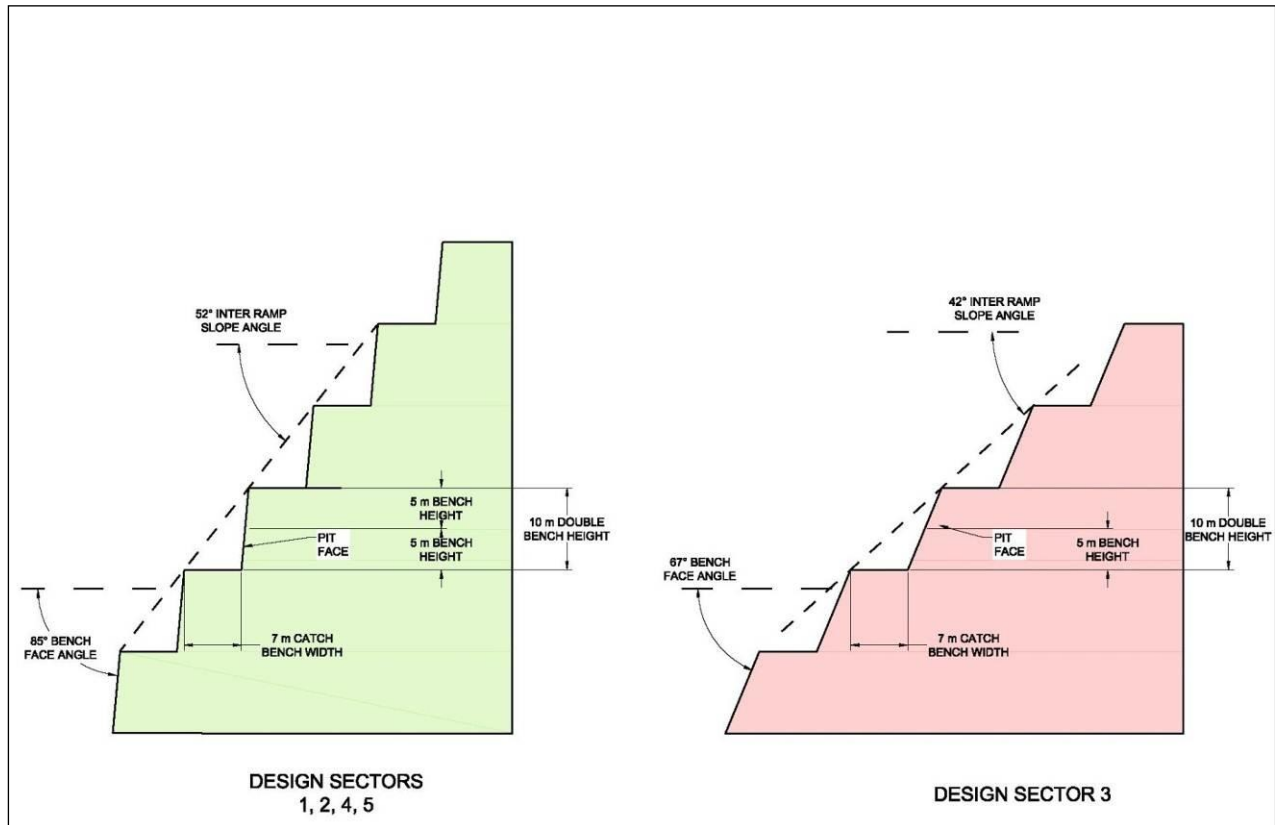 52° INTER RAMP
SLOPE ANGLE
5 m BENCH
HEIGHT
10 m DOUBLE
BENCH HEIGHT
PIT
FACE
5 m BENCH
HEIGHT
85° BENCH
FACE ANGLE
7 m CATCH
BENCH WIDTH
DESIGN SECTORS
1, 2, 4, 5
42° INTER RAMP
SLOPE ANGLE
10 m DOUBLE
BENCH HEIGHT
PIT
FACE
5 m BENCH
HEIGHT
67° BENCH
FACE ANGLE
7 m CATCH
BENCH WIDTH
DESIGN SECTOR 3